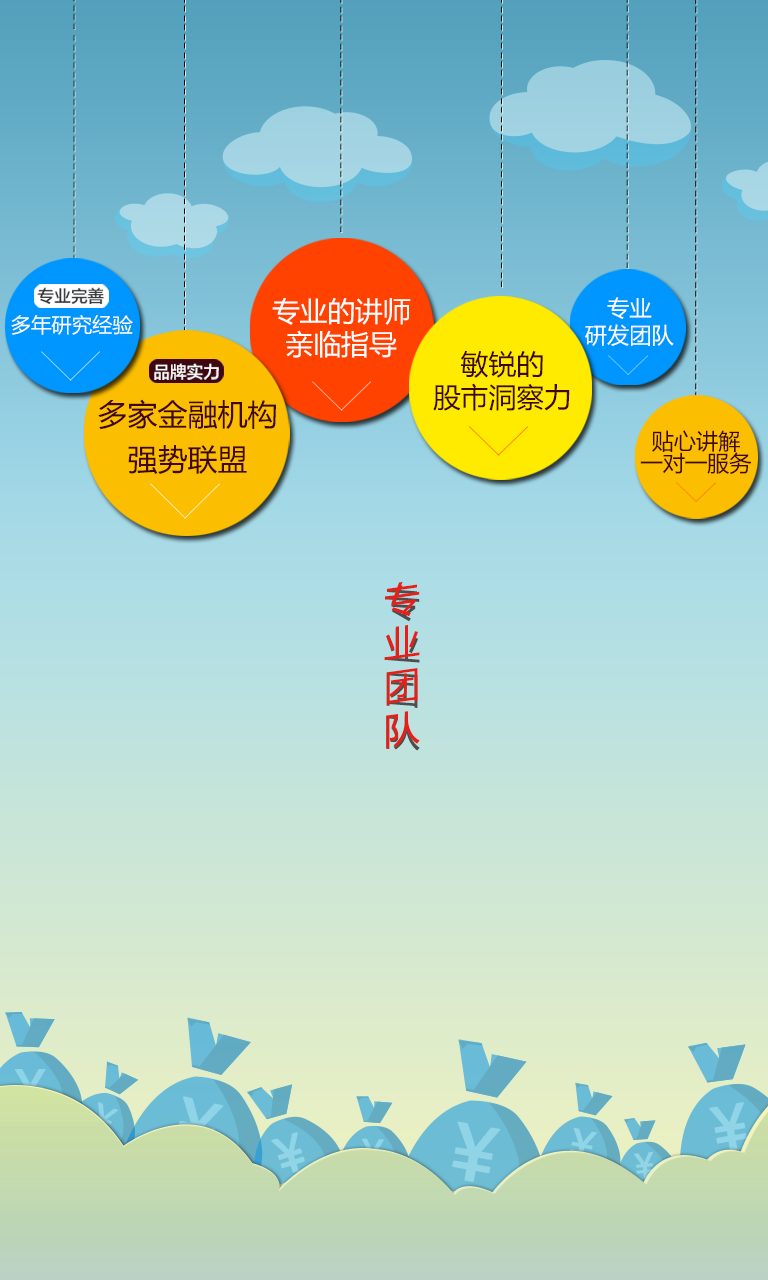 专业完善
多年研究经验
品牌实力
多家金融机构
强势联盟
专业的讲师
亲临指导
敏锐的
股市洞察力
专业
研发团队
贴心讲解
一对一服务
专
业
团
队
¥
¥
¥
¥
¥
¥
¥
¥
¥